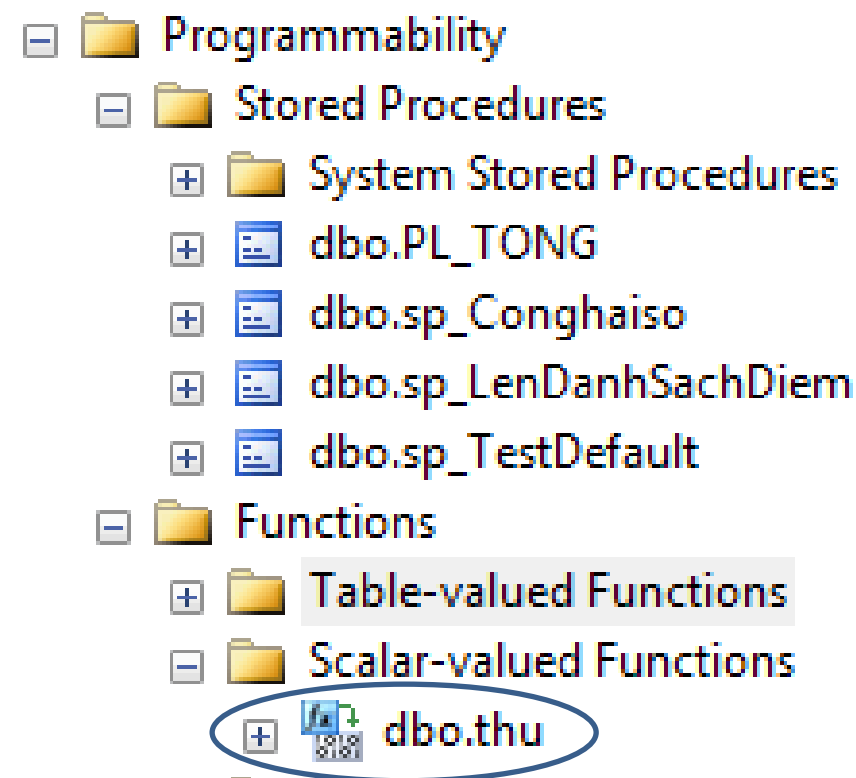 Programmability
Stored Procedures
System Stored Procedures
dbo.PL_TONG
dbo.sp_Conghaiso
dbo.sp_LenDanhSachDiem
dbo.sp_TestDefault
Functions
Table-valued Functions
Scalar-valued Functions
dbo.thu